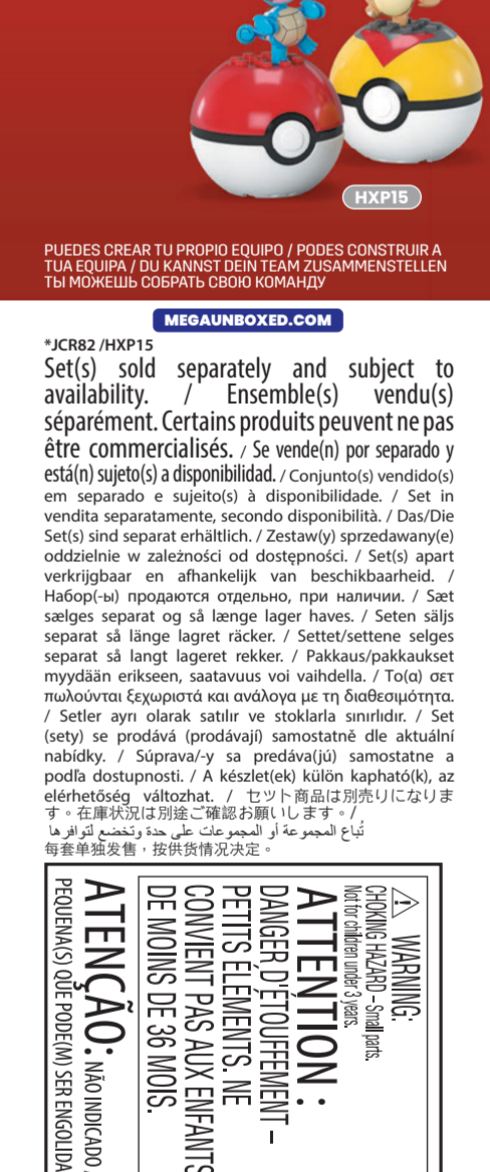 HXP15
PUEDES CREAR TU PROPIO EQUIPO / PODES CONSTRUIR A
TUA EQUIPA / DU KANNST DEIN TEAM ZUSAMMENSTELLEN
ТЫ МОЖЕШЬ СОБРАТЬ СВОЮ КОМАНДУ
MEGAUNBOXED.COM
*JCR82 /HXP15
Set(s) sold separately and subject to
availability. / Ensemble(s) vendu(s)
séparément. Certains produits peuvent ne pas
être commercialisés. / Se vende(n) por separado y
está(n) sujeto(s) a disponibilidad. / Conjunto(s) vendido(s)
em separado e sujeito(s) à disponibilidade. / Set in
vendita separatamente, secondo disponibilità. / Das/Die
Set(s) sind separat erhältlich. / Zestaw(y) sprzedawany(e)
oddzielnie w zależności od dostępności. / Set(s) apart
verkrijgbaar en afhankelijk van beschikbaarheid. /
Набор(-ы) продаются отдельно, при наличии. / Sæt
sælges separat og så længe lager haves. / Seten säljs
separat så länge lagret räcker. / Settet/settene selges
separat så langt lageret rekker. / Pakkaus/pakkaukset
myydään erikseen, saatavuus voi vaihdella. / Το(α) σετ
πωλούνται ξεχωριστά και ανάλογα με τη διαθεσιμότητα.
/ Setler ayrı olarak satılır ve stoklarla sınırlıdır. / Set
(sety) se prodává (prodávají) samostatně dle aktuální
nabídky. / Súprava/-y sa predáva(jú) samostatne a
podľa dostupnosti. / A készlet(ek) külön kapható(k), az
elérhetőség változhat. / セット商品は別売りになりま
す。在庫状況は別途ご確認お願いします。/
تُباع المجموعة أو المجموعات على حدة وتخضع لتوافرها
每套单独发售，按供货情况决定。
WARNING:
CHOKING HAZARD – Small parts.
Not for children under 3 years.
ATTENTION :
DANGER D'ÉTOUFFEMENT –
PETITS ÉLÉMENTS. NE
CONVIENT PAS AUX ENFANTS
DE MOINS DE 36 MOIS.
ATENÇÃO: NÃO INDICADO
PEQUENA(S) QUE PODE(M) SER ENGOLIDA